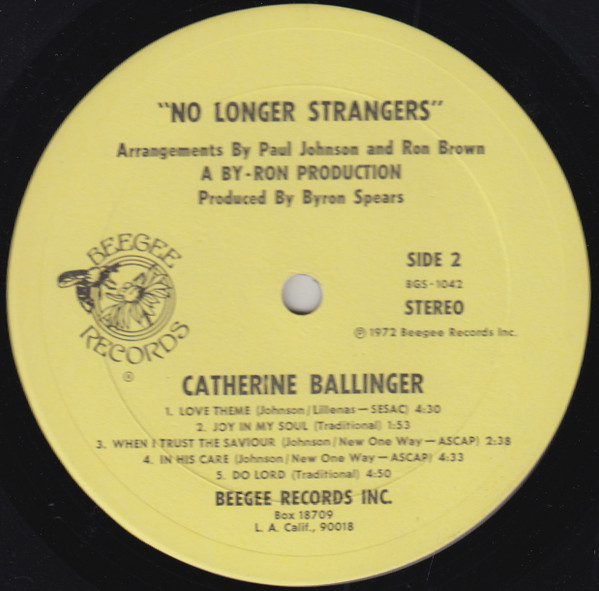 "NO LONGER STRANGERS"
Arrangements By Paul Johnson and Ron Brown
A BY-RON PRODUCTION
Produced By Byron Spears
BEEGEE
RECORDS
®
SIDE 2
BGS-1042
STEREO
℗ 1972 Beegee Records Inc.
CATHERINE BALLINGER
1. LOVE THEME (Johnson/Lillenas—SESAC) 4:30
2. JOY IN MY SOUL (Traditional) 1:53
3. WHEN I TRUST THE SAVIOUR (Johnson/New One Way—ASCAP) 2:38
4. IN HIS CARE (Johnson/New One Way—ASCAP) 4:33
5. DO LORD (Traditional) 4:50
BEEGEE RECORDS INC.
Box 18709
L. A. Calif., 90018